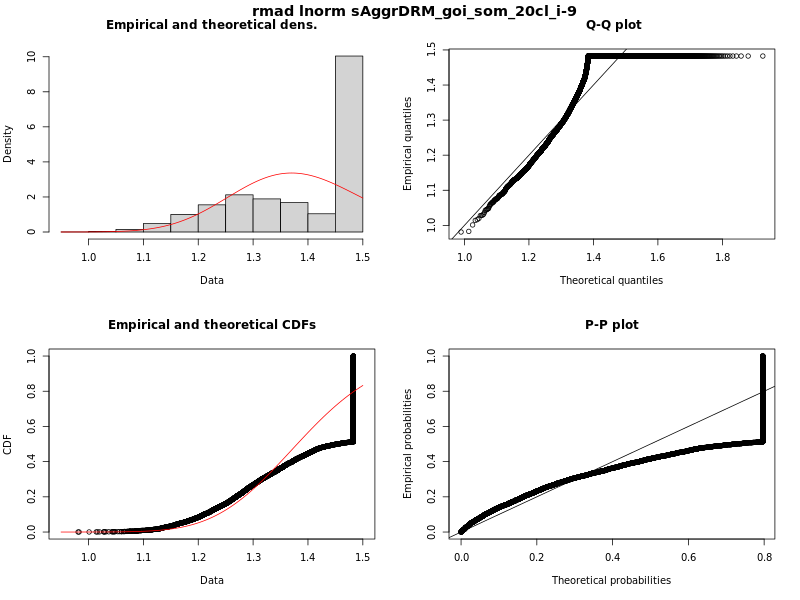 rmad lnorm sAggrDRM_goi_som_20cl_i-9
Empirical and theoretical dens.
Density
0 2 4 6 8 10
1.0 1.1 1.2 1.3 1.4 1.5
Data
Q-Q plot
Empirical quantiles
1.0 1.1 1.2 1.3 1.4 1.5
1.0 1.2 1.4 1.6 1.8
Theoretical quantiles
Empirical and theoretical CDFs
CDF
0.0 0.2 0.4 0.6 0.8 1.0
1.0 1.1 1.2 1.3 1.4 1.5
Data
P-P plot
Empirical probabilities
0.0 0.2 0.4 0.6 0.8 1.0
0.0 0.2 0.4 0.6 0.8
Theoretical probabilities